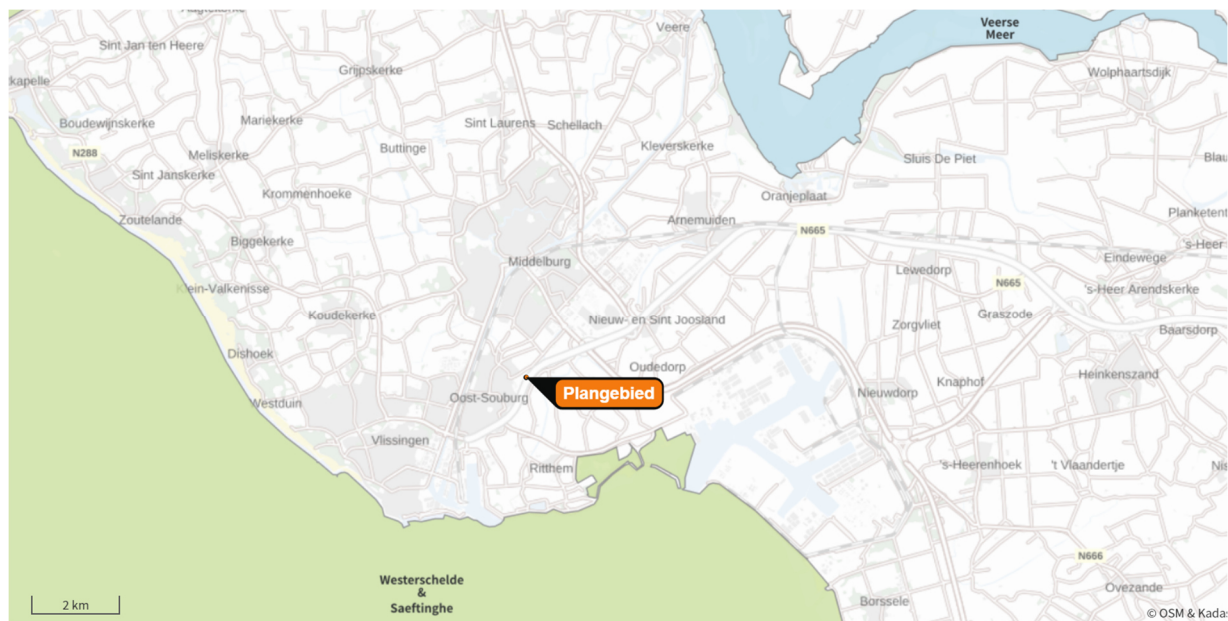 Veere
Veerse
Meer
Sint Jan ten Heere
Grijpskerke
Wolphaartsdijk
kapelle
Boudewijnskerke
Mariekerke
Sint Laurens
Schellach
N288
Meliskerke
Buttinge
Kleverskerke
Sluis De Piet
Blau
Sint Janskerke
Krommenhoeke
Oranjeplaat
Zoutelande
Arnemuiden
Planketent
N665
Biggekerke
's-Heer
Middelburg
Eindewege
Lewedorp
Klein-Valkenisse
N665
's-Heer Arendskerke
Koudekerke
Nieuw- en Sint Joosland
Zorgvliet
Graszode
Baarsdorp
Dishoek
Oudedorp
Heinkenszand
Knaphof
Plangebied
Nieuwdorp
Oost-Souburg
Westduin
Vlissingen
Ritthem
's-Heerenhoek
't Vlaandertje
Nis
N666
Westerschelde
&
Saeftinghe
Ovezande
Borssele
2 km
© OSM & Kada